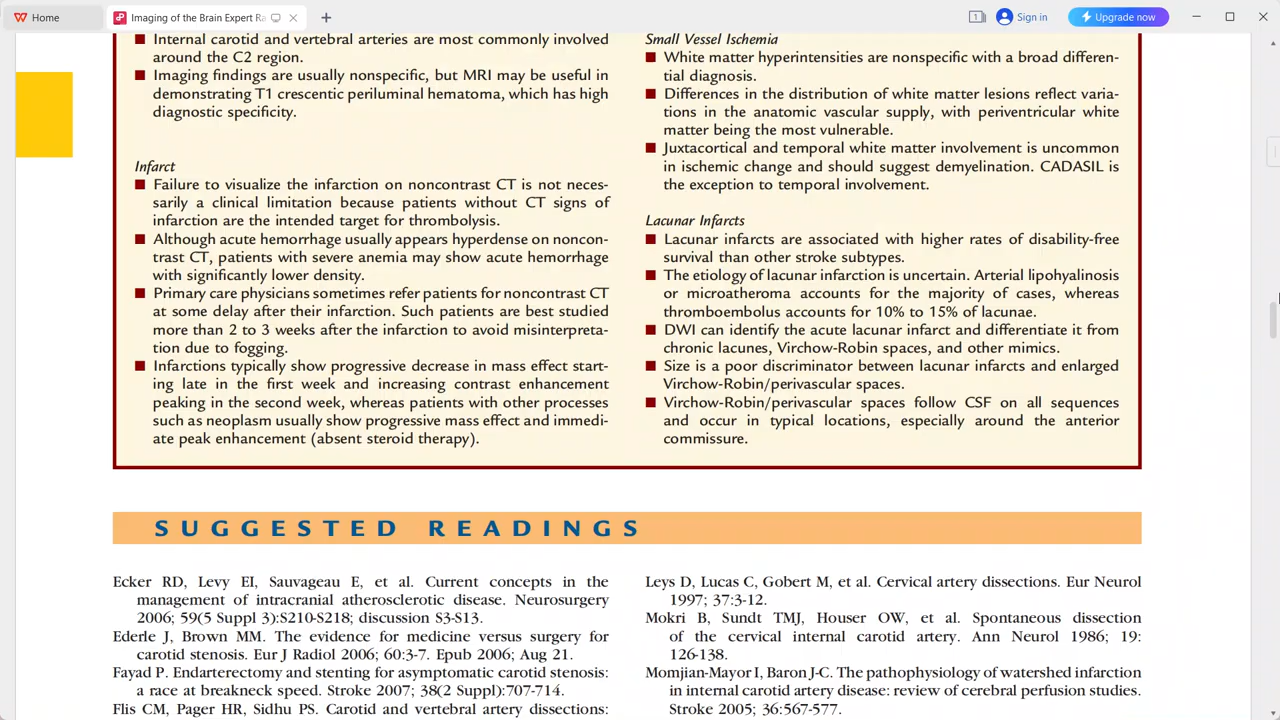 Home
Imaging of the Brain Expert Ra
1
Sign in
Upgrade now
Internal carotid and vertebral arteries are most commonly involved
around the C2 region.
Imaging findings are usually nonspecific, but MRI may be useful in
demonstrating T1 crescentic periluminal hematoma, which has high
diagnostic specificity.
Infarct
Failure to visualize the infarction on noncontrast CT is not neces-
sarily a clinical limitation because patients without CT signs of
infarction are the intended target for thrombolysis.
Although acute hemorrhage usually appears hyperdense on noncon-
trast CT, patients with severe anemia may show acute hemorrhage
with significantly lower density.
Primary care physicians sometimes refer patients for noncontrast CT
at some delay after their infarction. Such patients are best studied
more than 2 to 3 weeks after the infarction to avoid misinterpreta-
tion due to fogging.
Infarctions typically show progressive decrease in mass effect start-
ing late in the first week and increasing contrast enhancement
peaking in the second week, whereas patients with other processes
such as neoplasm usually show progressive mass effect and immedi-
ate peak enhancement (absent steroid therapy).
Small Vessel Ischemia
White matter hyperintensities are nonspecific with a broad differen-
tial diagnosis.
Differences in the distribution of white matter lesions reflect varia-
tions in the anatomic vascular supply, with periventricular white
matter being the most vulnerable.
Juxtacortical and temporal white matter involvement is uncommon
in ischemic change and should suggest demyelination. CADASIL is
the exception to temporal involvement.
Lacunar Infarcts
Lacunar infarcts are associated with higher rates of disability-free
survival than other stroke subtypes.
The etiology of lacunar infarction is uncertain. Arterial lipohyalinosis
or microatheroma accounts for the majority of cases, whereas
thromboembolus accounts for 10% to 15% of lacunae.
DWI can identify the acute lacunar infarct and differentiate it from
chronic lacunes, Virchow-Robin spaces, and other mimics.
Size is a poor discriminator between lacunar infarcts and enlarged
Virchow-Robin/perivascular spaces.
Virchow-Robin/perivascular spaces follow CSF on all sequences
and occur in typical locations, especially around the anterior
commissure.
SUGGESTED READINGS
Ecker RD, Levy EI, Sauvageau E, et al. Current concepts in the
management of intracranial atherosclerotic disease. Neurosurgery
2006; 59(5 Suppl 3):S210-S218; discussion S3-S13.
Ederle J, Brown MM. The evidence for medicine versus surgery for
carotid stenosis. Eur J Radiol 2006; 60:3-7. Epub 2006; Aug 21.
Fayad P. Endarterectomy and stenting for asymptomatic carotid stenosis:
a race at breakneck speed. Stroke 2007; 38(2 Suppl):707-714.
Flis CM, Pager HR, Sidhu PS. Carotid and vertebral artery dissections:
Leys D, Lucas C, Gobert M, et al. Cervical artery dissections. Eur Neurol
1997; 37:3-12.
Mokri B, Sundt TMJ, Houser OW, et al. Spontaneous dissection
of the cervical internal carotid artery. Ann Neurol 1986; 19:
126-138.
Momjian-Mayor I, Baron J-C. The pathophysiology of watershed infarction
in internal carotid artery disease: review of cerebral perfusion studies.
Stroke 2005; 36:567-577.